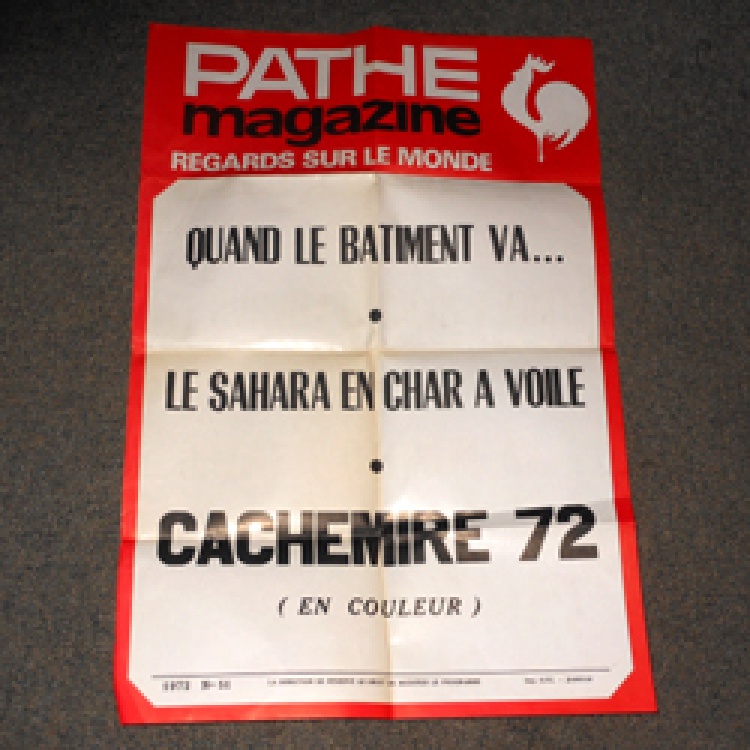 PATHE
magazine
REGARDS SUR LE MONDE
QUAND LE BATIMENT VA...
LE SAHARA EN CHAR A VOILE
CACHEMIRE 72
( EN COULEUR )
1972